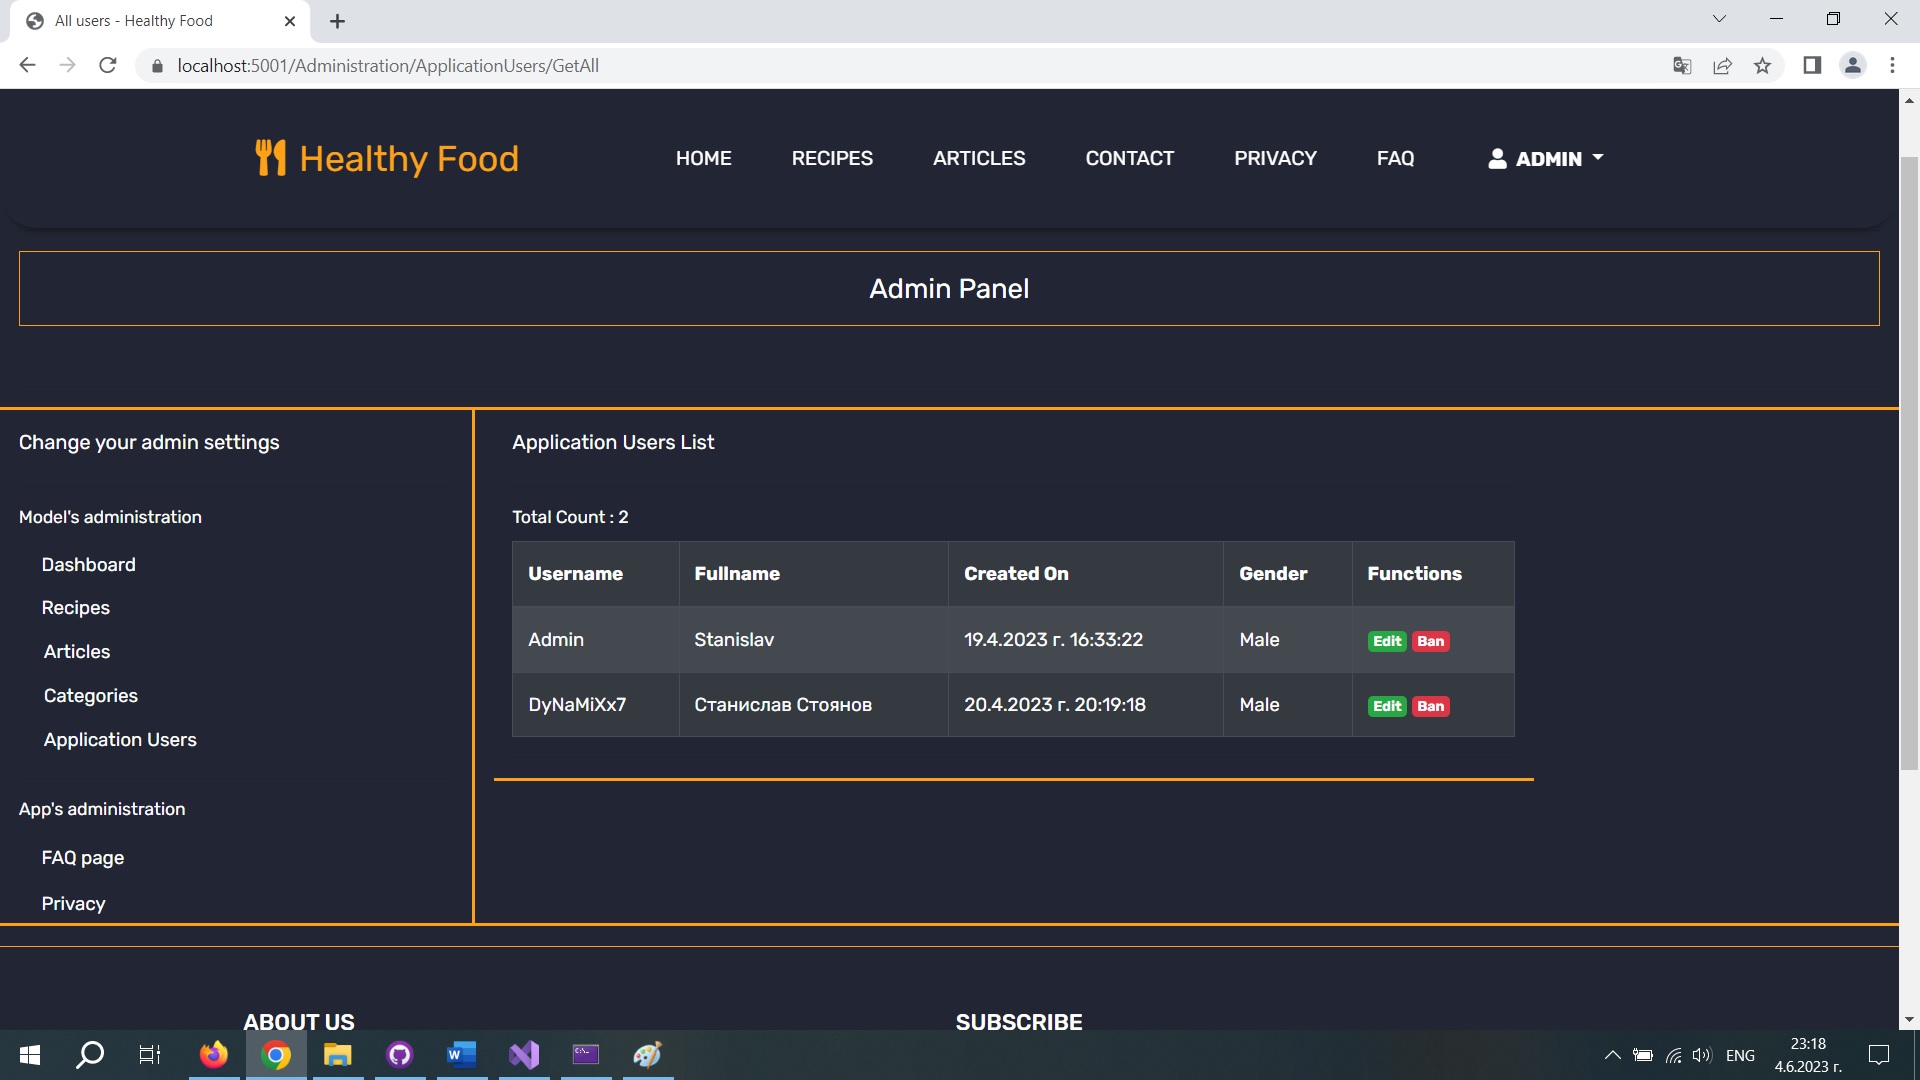 All users - Healthy Food
localhost:5001/Administration/ApplicationUsers/GetAll
Healthy Food
HOME
RECIPES
ARTICLES
CONTACT
PRIVACY
FAQ
ADMIN
Admin Panel
Change your admin settings
Model's administration
Dashboard
Recipes
Articles
Categories
Application Users
App's administration
FAQ page
Privacy
Application Users List
Total Count : 2
Username Fullname Created On Gender Functions
Admin Stanislav 19.4.2023 г. 16:33:22 Male Edit Ban
DyNaMiXx7 Станислав Стоянов 20.4.2023 г. 20:19:18 Male Edit Ban
ABOUT US
SUBSCRIBE
ENG
23:18
4.6.2023 г.